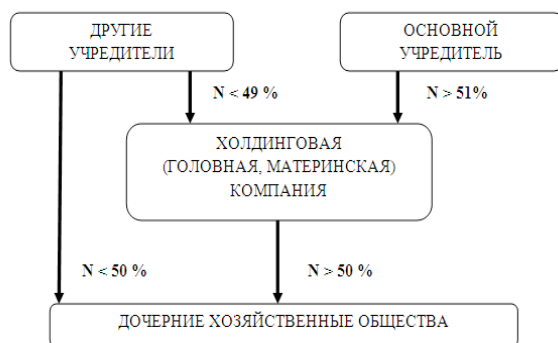 ДРУГИЕ
УЧРЕДИТЕЛИ
ОСНОВНОЙ
УЧРЕДИТЕЛЬ
N < 49 %
N > 51%
ХОЛДИНГОВАЯ
(ГОЛОВНАЯ, МАТЕРИНСКАЯ)
КОМПАНИЯ
N < 50 %
N > 50 %
ДОЧЕРНИЕ ХОЗЯЙСТВЕННЫЕ ОБЩЕСТВА